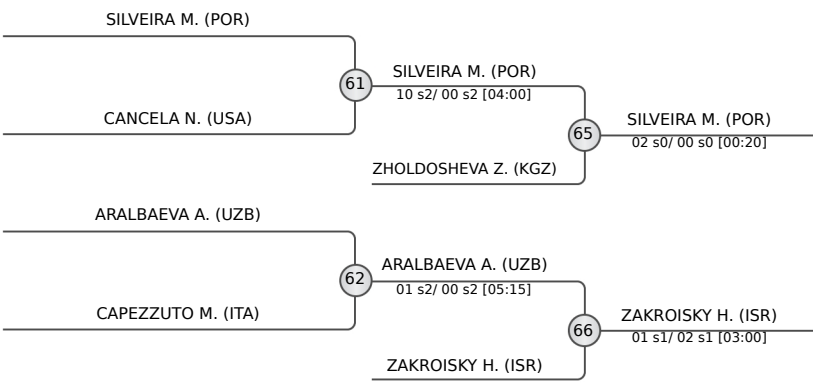 SILVEIRA M. (POR)
61
SILVEIRA M. (POR)
10 s2/ 00 s2 [04:00]
CANCELA N. (USA)
65
SILVEIRA M. (POR)
02 s0/ 00 s0 [00:20]
ZHOLDOSHEVA Z. (KGZ)
ARALBAEVA A. (UZB)
62
ARALBAEVA A. (UZB)
01 s2/ 00 s2 [05:15]
CAPEZZUTO M. (ITA)
66
ZAKROISKY H. (ISR)
01 s1/ 02 s1 [03:00]
ZAKROISKY H. (ISR)